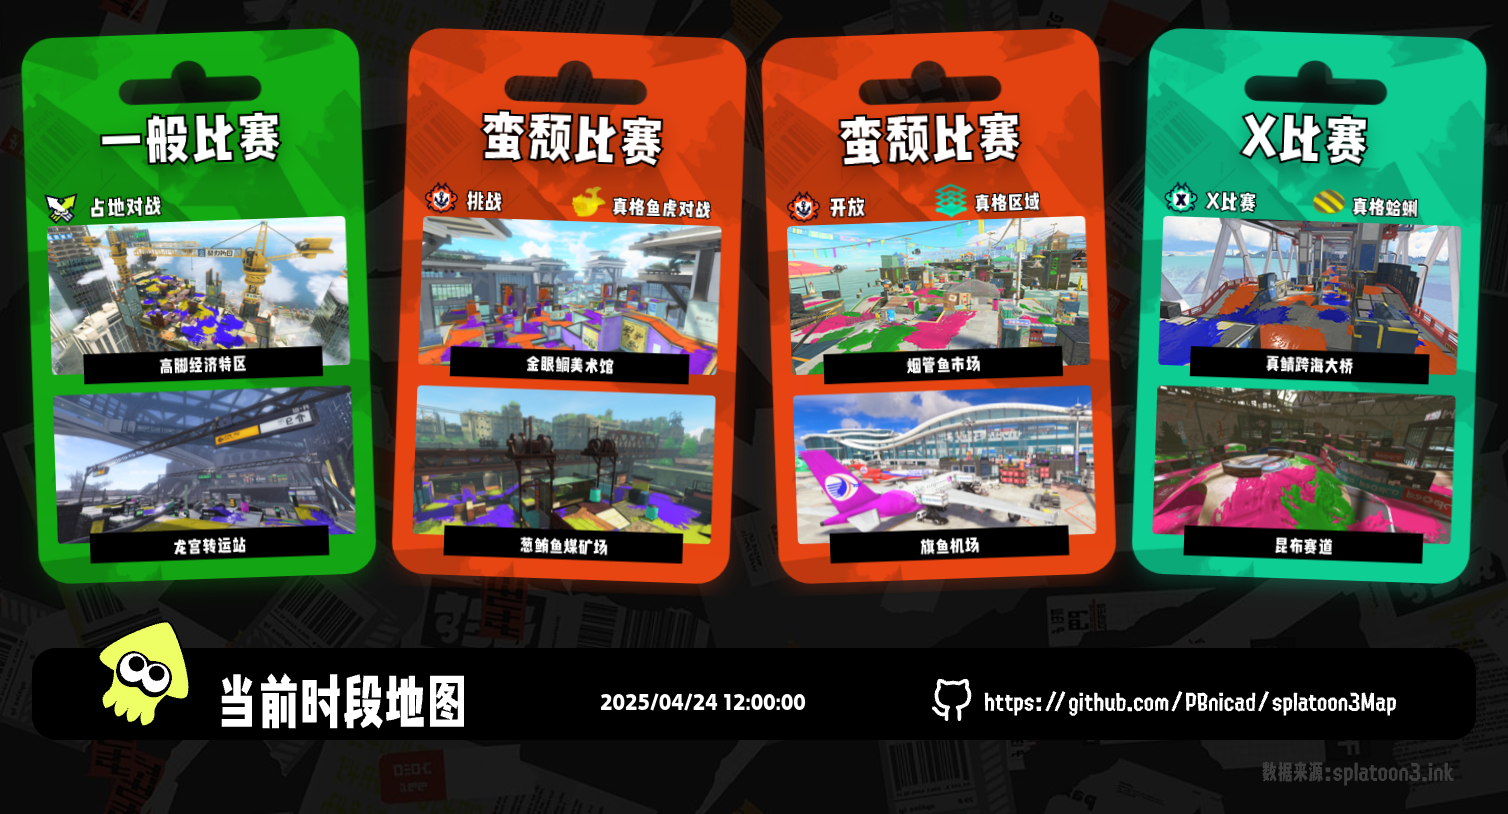 一般比赛
占地对战
高脚经济特区
龙宫转运站
蛮颓比赛
挑战
真格鱼虎对战
金眼鲷美术馆
葱鲔鱼煤矿场
蛮颓比赛
开放
真格区域
烟管鱼市场
旗鱼机场
X比赛
X比赛
真格蛤蜊
真鲭跨海大桥
昆布赛道
当前时段地图
2025/04/24 12:00:00
https://github.com/PBnicad/splatoon3Map
数据来源:splatoon3.ink